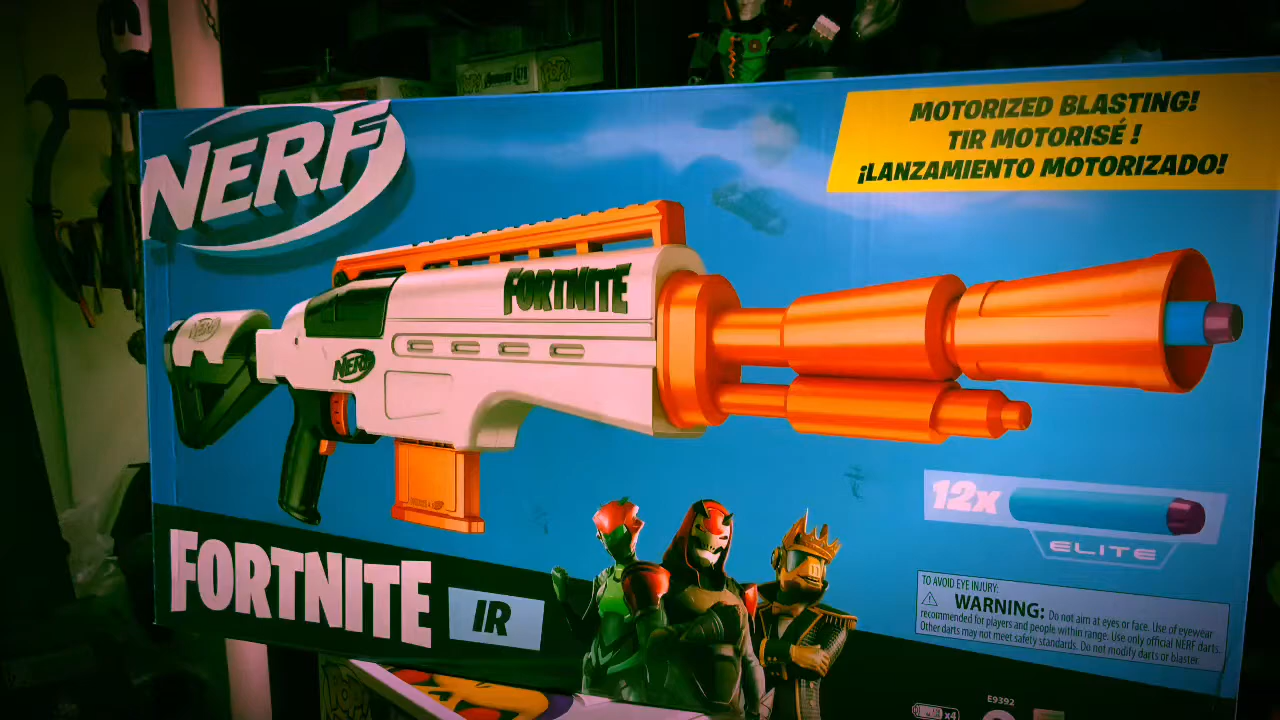 NERF
MOTORIZED BLASTING!
TIR MOTORISÉ !
¡LANZAMIENTO MOTORIZADO!
FORTNITE
NERF
NERF
12x
ELITE
FORTNITE
IR
TO AVOID EYE INJURY:
WARNING: Do not aim at eyes or face. Use of eyewear
recommended for players and people within range. Use only official NERF darts.
Other darts may not meet safety standards. Do not modify darts or blaster.
x4
E9392
POP!